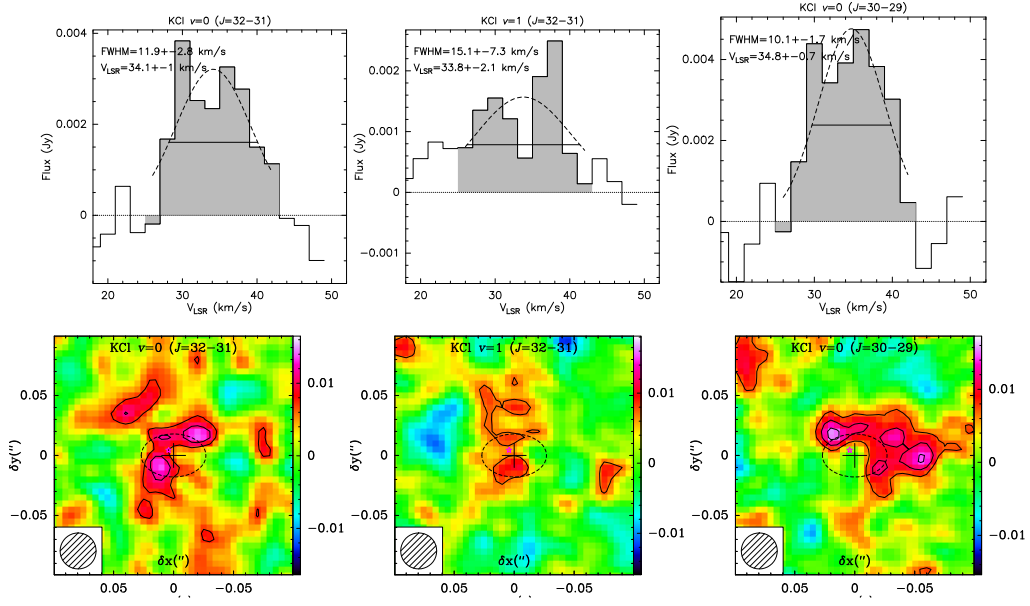 KCl v=0 (J=32−31)
FWHM=11.9+−2.8 km/s
V_LSR=34.1+−1 km/s
0.004
0.002
0
Flux (Jy)
20 30 40 50
V_LSR (km/s)
KCl v=1 (J=32−31)
FWHM=15.1+−7.3 km/s
V_LSR=33.8−2.1 km/s
0.002
0.001
0
−0.001
Flux (Jy)
20 30 40 50
V_LSR (km/s)
KCl v=0 (J=30−29)
FWHM=10.1+−1.7 km/s
V_LSR=34.8−0.7 km/s
0.004
0.002
0
Flux (Jy)
20 30 40 50
V_LSR (km/s)
KCl v=0 (J=32−31)
0.05
0
−0.05
δy(")
δx(")
0.05 0 −0.05
0.01
0
−0.01
KCl v=1 (J=32−31)
0.05
0
−0.05
δy(")
δx(")
0.05 0 −0.05
0.01
0
−0.01
KCl v=0 (J=30−29)
0.05
0
−0.05
δy(")
δx(")
0.05 0 −0.05
0.01
0
−0.01